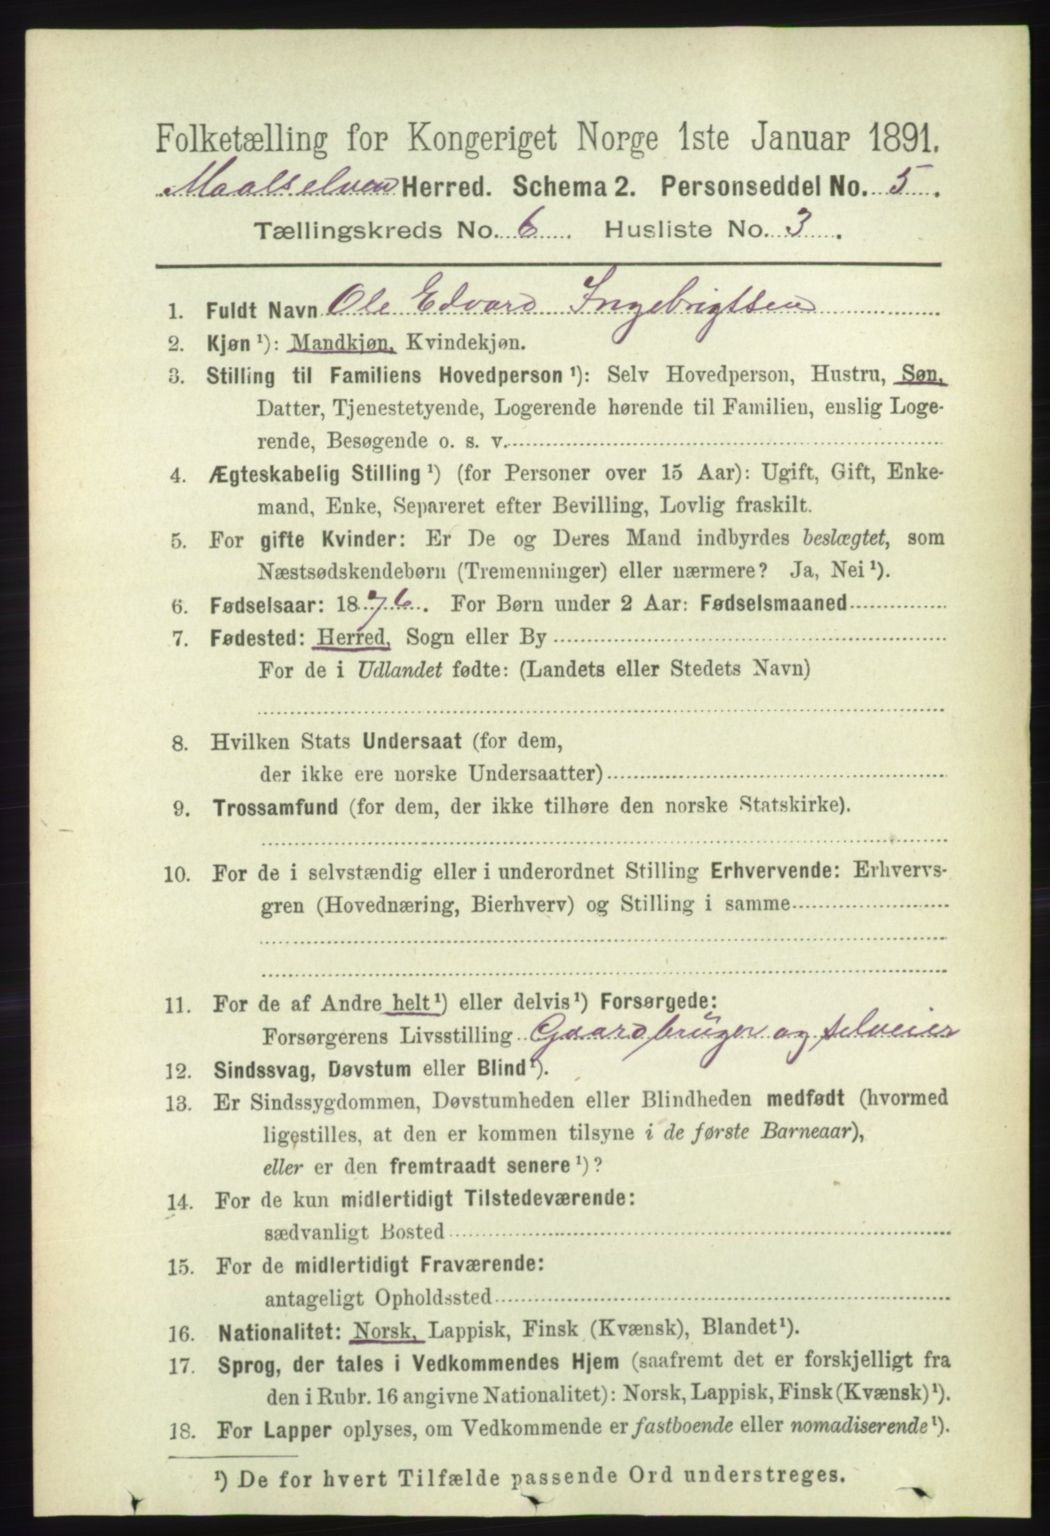 Folketælling for Kongeriget Norge 1ste Januar 1891.
Maalselven Herred. Schema 2. Personseddel No. 5.
Tællingskreds No. 6. Husliste No. 3.
1. Fuldt Navn Ole Edvard Ingebrigtsen
2. Kjøn ¹): Mandkjøn, Kvindekjøn.
3. Stilling til Familiens Hovedperson ¹): Selv Hovedperson, Hustru, Søn,
Datter, Tjenestetyende, Logerende hørende til Familien, enslig Loge-
rende, Besøgende o. s. v.
4. Ægteskabelig Stilling ¹) (for Personer over 15 Aar): Ugift, Gift, Enke-
mand, Enke, Separeret efter Bevilling, Lovlig fraskilt.
5. For gifte Kvinder: Er De og Deres Mand indbyrdes beslægtet, som
Næstsødskendebørn (Tremenninger) eller nærmere? Ja, Nei ¹).
6. Fødselsaar: 1876. For Børn under 2 Aar: Fødselsmaaned
7. Fødested: Herred, Sogn eller By
For de i Udlandet fødte: (Landets eller Stedets Navn)
8. Hvilken Stats Undersaat (for dem,
der ikke ere norske Undersaatter)
9. Trossamfund (for dem, der ikke tilhøre den norske Statskirke).
10. For de i selvstændig eller i underordnet Stilling Erhvervende: Erhvervs-
gren (Hovednæring, Bierhverv) og Stilling i samme
11. For de af Andre helt ¹) eller delvis ¹) Forsørgede:
Forsørgerens Livsstilling Gaardbrüger og selveier
12. Sindssvag, Døvstum eller Blind ¹).
13. Er Sindssygdommen, Døvstumheden eller Blindheden medfødt (hvormed
ligestilles, at den er kommen tilsyne i de første Barneaar),
eller er den fremtraadt senere ¹)?
14. For de kun midlertidigt Tilstedeværende:
sædvanligt Bosted
15. For de midlertidigt Fraværende:
antageligt Opholdssted
16. Nationalitet: Norsk, Lappisk, Finsk (Kvænsk), Blandet ¹).
17. Sprog, der tales i Vedkommendes Hjem (saafremt det er forskjelligt fra
den i Rubr. 16 angivne Nationalitet): Norsk, Lappisk, Finsk (Kvænsk) ¹).
18. For Lapper oplyses, om Vedkommende er fastboende eller nomadiserende ¹).
¹) De for hvert Tilfælde passende Ord understreges.